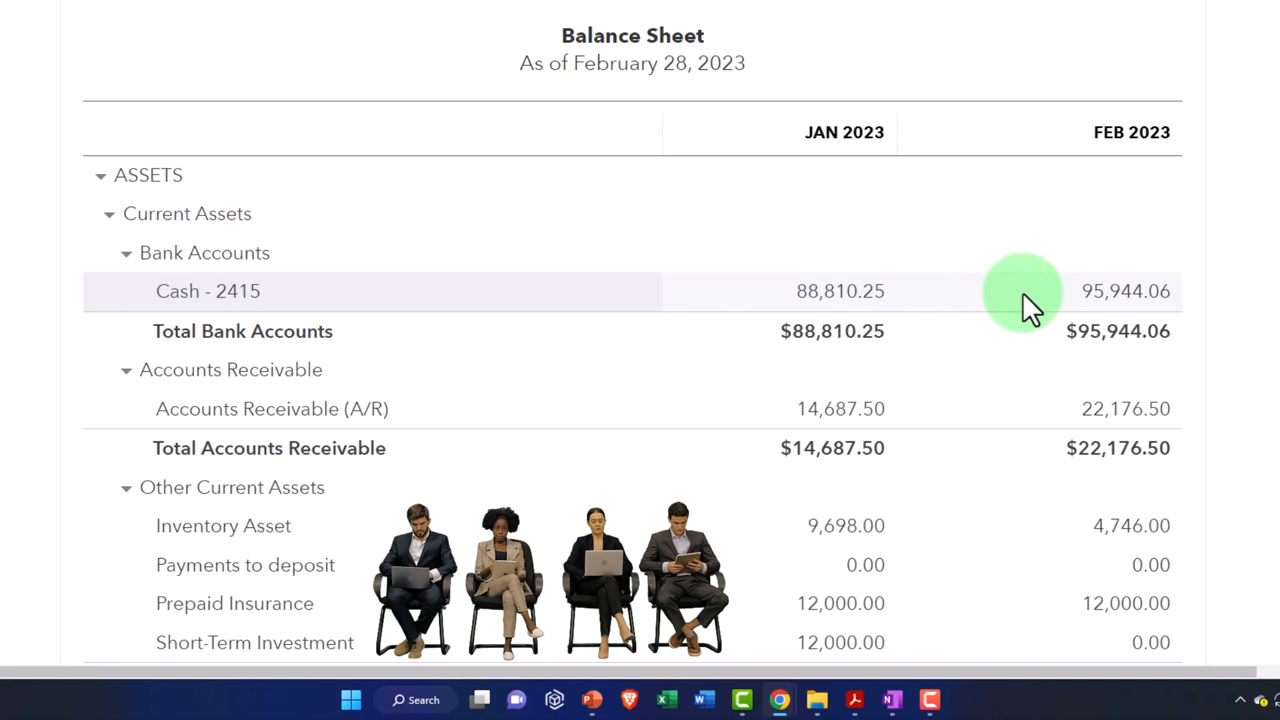 Balance Sheet
As of February 28, 2023
JAN 2023 FEB 2023
ASSETS
Current Assets
Bank Accounts
Cash - 2415 88,810.25 95,944.06
Total Bank Accounts $88,810.25 $95,944.06
Accounts Receivable
Accounts Receivable (A/R) 14,687.50 22,176.50
Total Accounts Receivable $14,687.50 $22,176.50
Other Current Assets
Inventory Asset 9,698.00 4,746.00
Payments to deposit 0.00 0.00
Prepaid Insurance 12,000.00 12,000.00
Short-Term Investment 12,000.00 0.00
Search